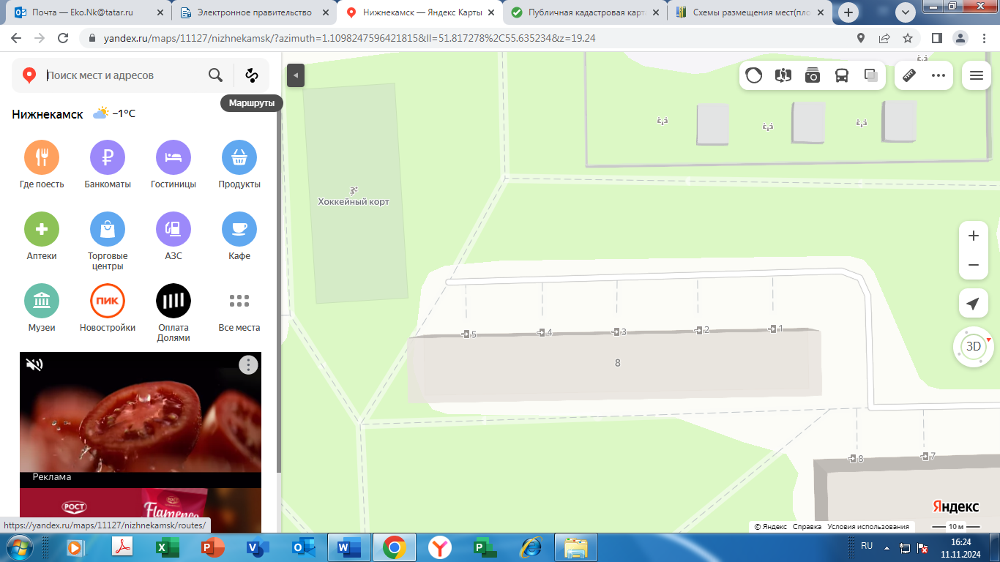 Почта — Eko.Nk@tatar.ru
Электронное правительство
Нижнекамск — Яндекс Карты
Публичная кадастровая карт
Схемы размещения мест(пло
yandex.ru/maps/11127/nizhnekamsk/?azimuth=1.1098247596421815&ll=51.817278%2C55.635234&z=19.24
Поиск мест и адресов
Маршруты
Нижнекамск
−1°C
Где поесть
Банкоматы
Гостиницы
Продукты
Аптеки
Торговые центры
АЗС
Кафе
ПИК
Музеи
Новостройки
Оплата Долями
Все места
Реклама
РОСТ
РОСТ
Flamenco
https://yandex.ru/maps/11127/nizhnekamsk/routes/
Хоккейный корт
5
4
3
2
1
8
8
7
3D
Яндекс
© Яндекс Справка Условия использования
10 м
RU
16:24
11.11.2024